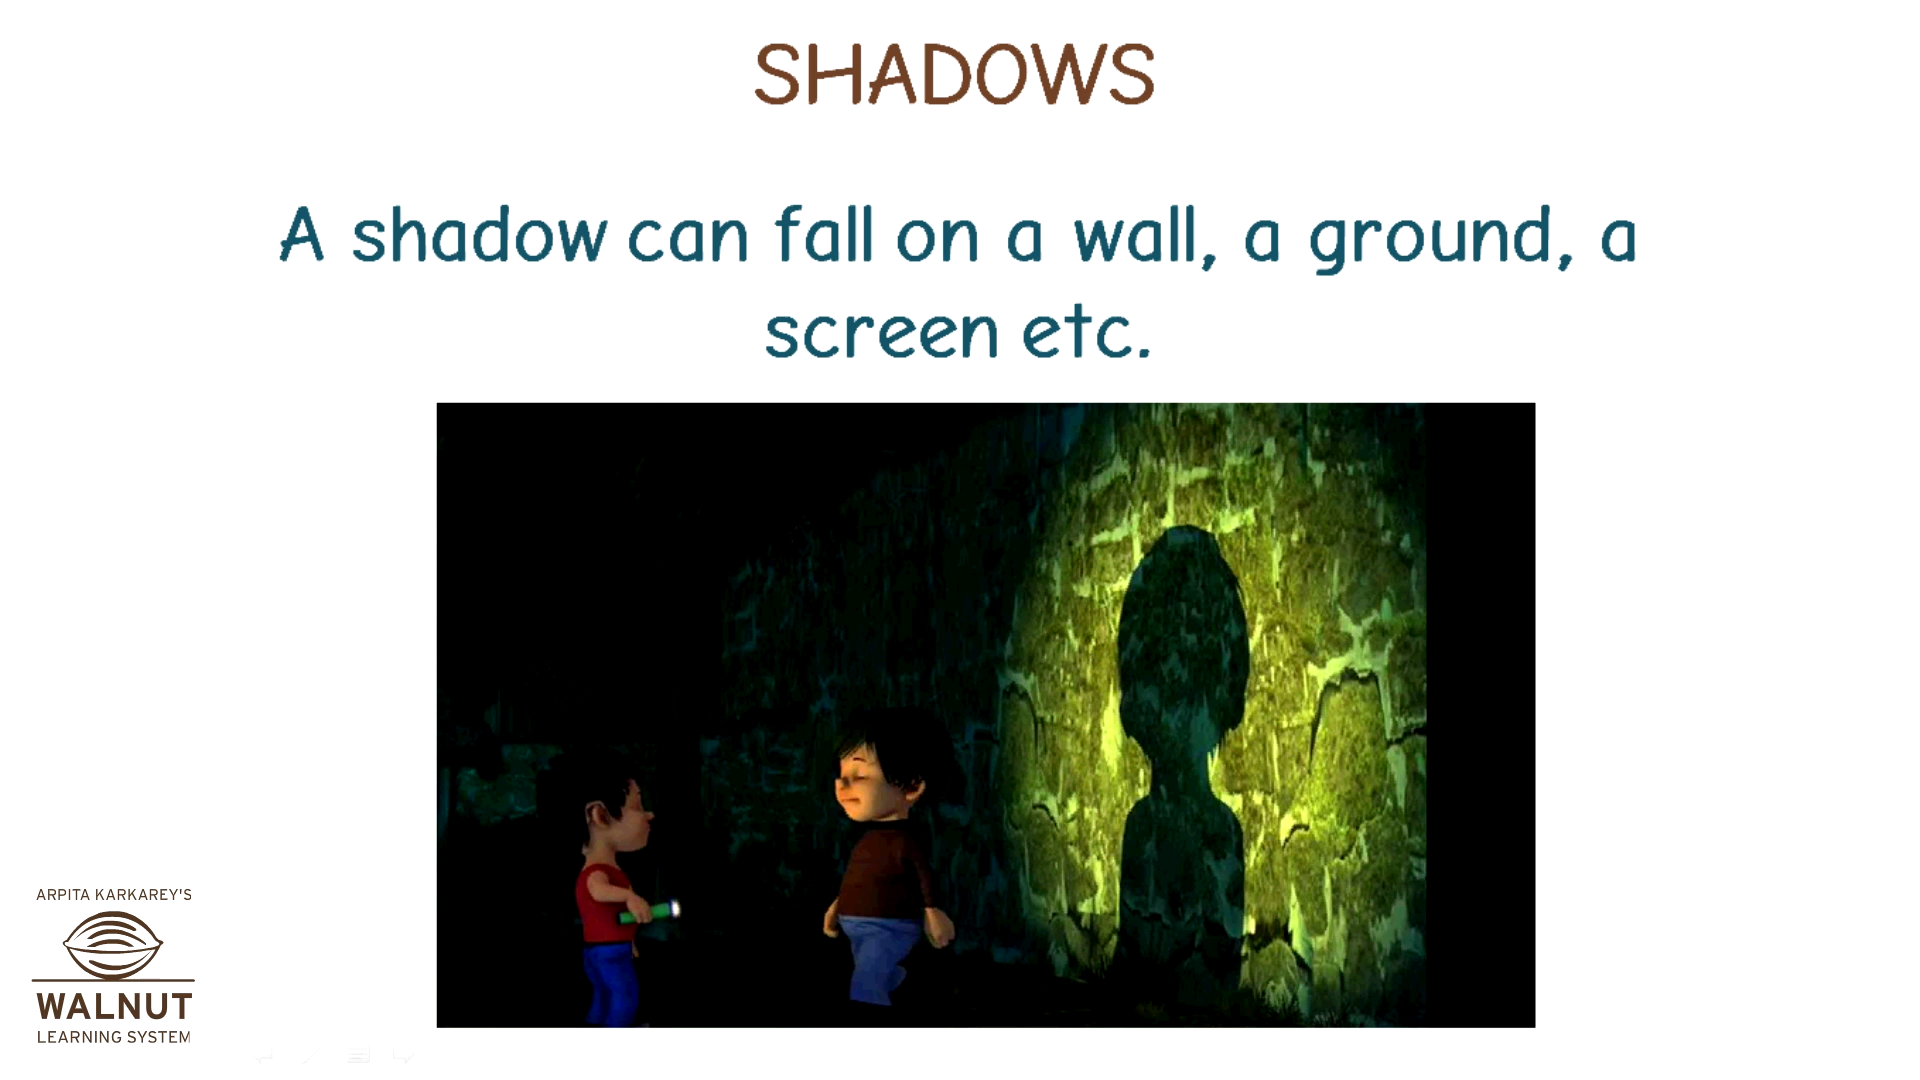 SHADOWS
A shadow can fall on a wall, a ground, a
screen etc.
ARPITA KARKAREY'S
WALNUT
LEARNING SYSTEM